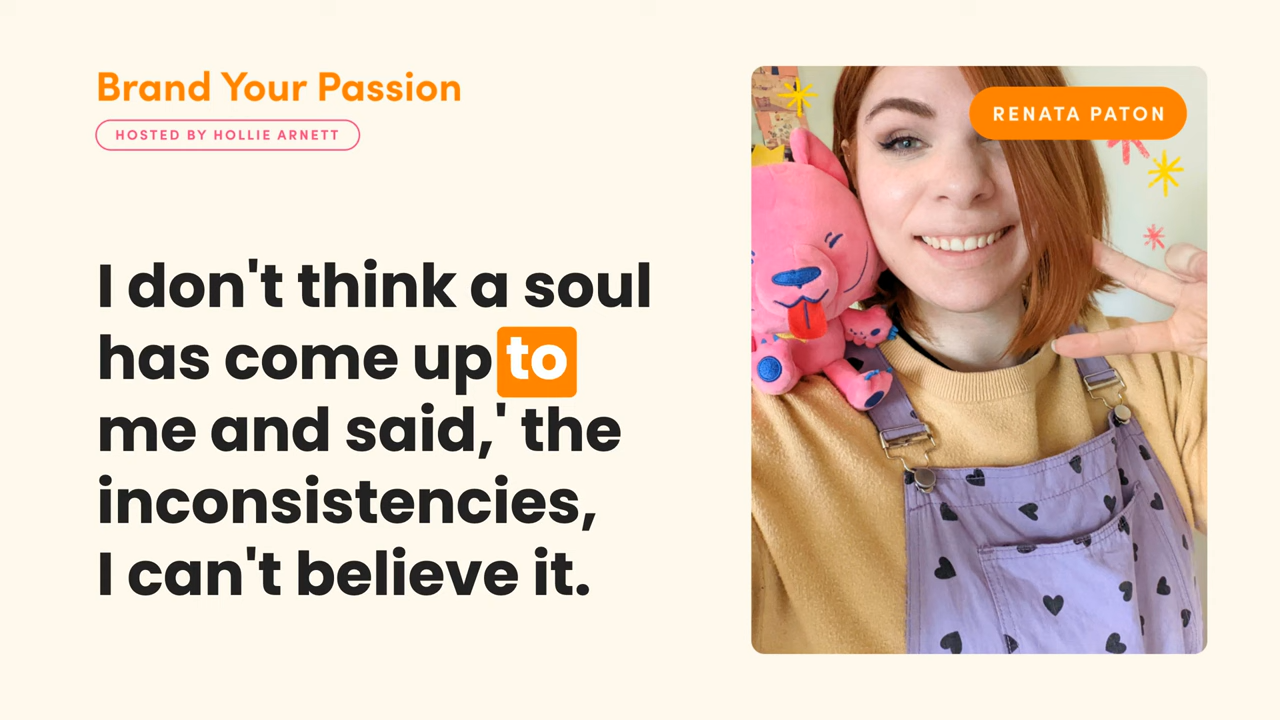 Brand Your Passion
HOSTED BY HOLLIE ARNETT
RENATA PATON
I don't think a soul
has come up to
me and said,' the
inconsistencies,
I can't believe it.